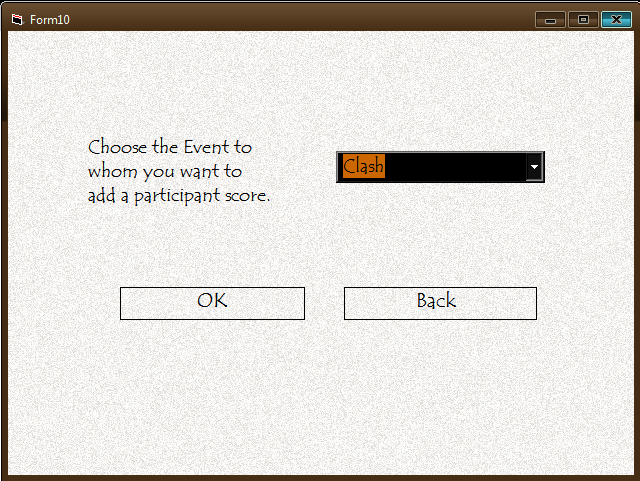 Form10
Choose the Event to
whom you want to
add a participant score.
Clash
OK
Back